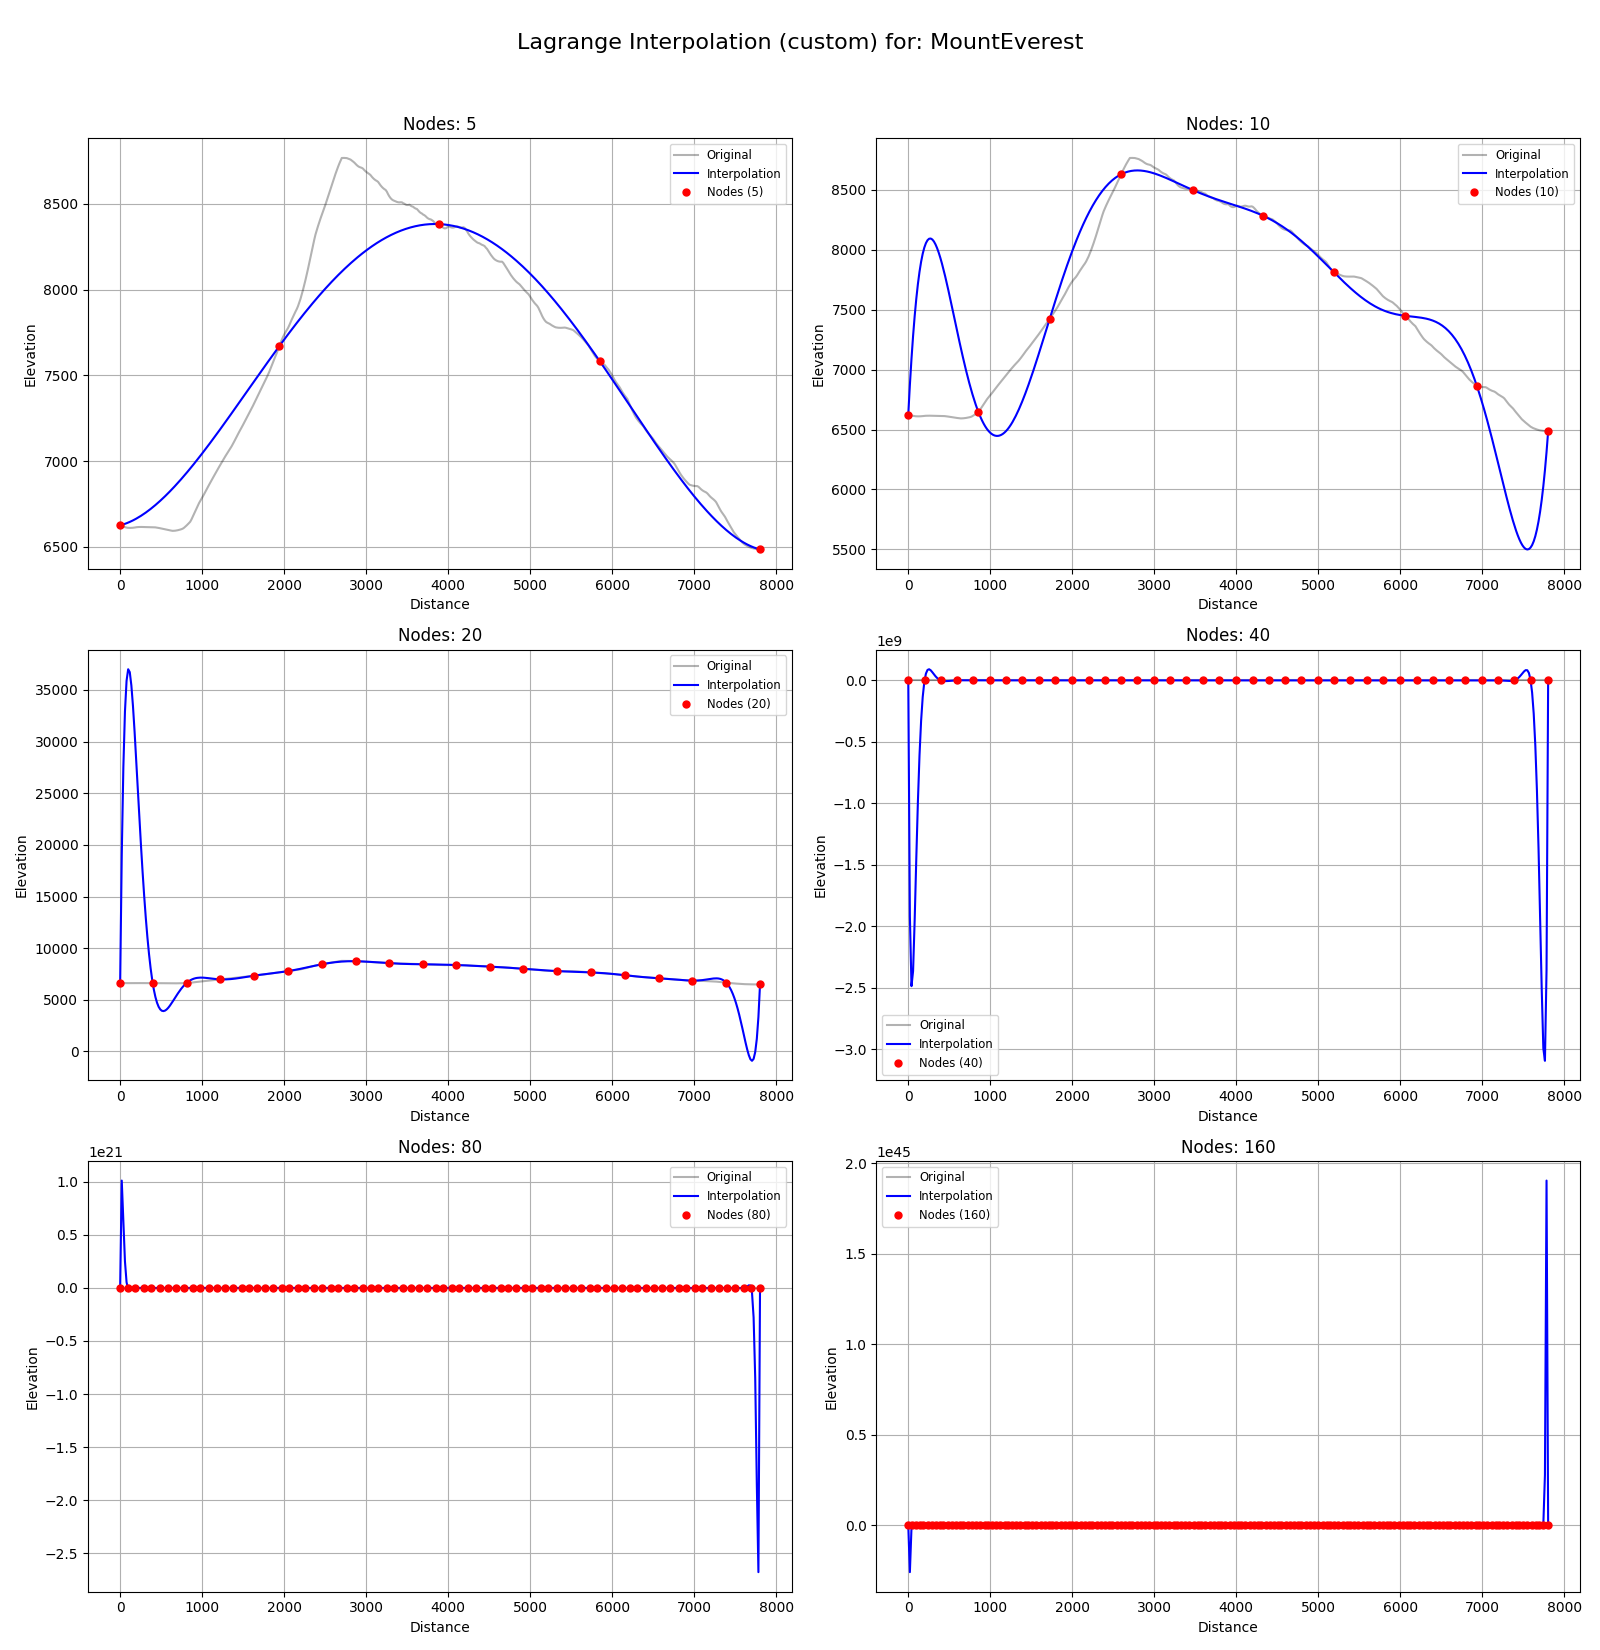 Lagrange Interpolation (custom) for: MountEverest
Nodes: 5
Original
Interpolation
Nodes (5)
8500
8000
7500
7000
6500
Elevation
0 1000 2000 3000 4000 5000 6000 7000 8000
Distance
Nodes: 10
Original
Interpolation
Nodes (10)
8500
8000
7500
7000
6500
6000
5500
Elevation
0 1000 2000 3000 4000 5000 6000 7000 8000
Distance
Nodes: 20
Original
Interpolation
Nodes (20)
35000
30000
25000
20000
15000
10000
5000
0
Elevation
0 1000 2000 3000 4000 5000 6000 7000 8000
Distance
Nodes: 40
1e9
0.0
−0.5
−1.0
−1.5
−2.0
−2.5
−3.0
Elevation
Original
Interpolation
Nodes (40)
0 1000 2000 3000 4000 5000 6000 7000 8000
Distance
Nodes: 80
1e21
Original
Interpolation
Nodes (80)
1.0
0.5
0.0
−0.5
−1.0
−1.5
−2.0
−2.5
Elevation
0 1000 2000 3000 4000 5000 6000 7000 8000
Distance
Nodes: 160
1e45
Original
Interpolation
Nodes (160)
2.0
1.5
1.0
0.5
0.0
Elevation
0 1000 2000 3000 4000 5000 6000 7000 8000
Distance